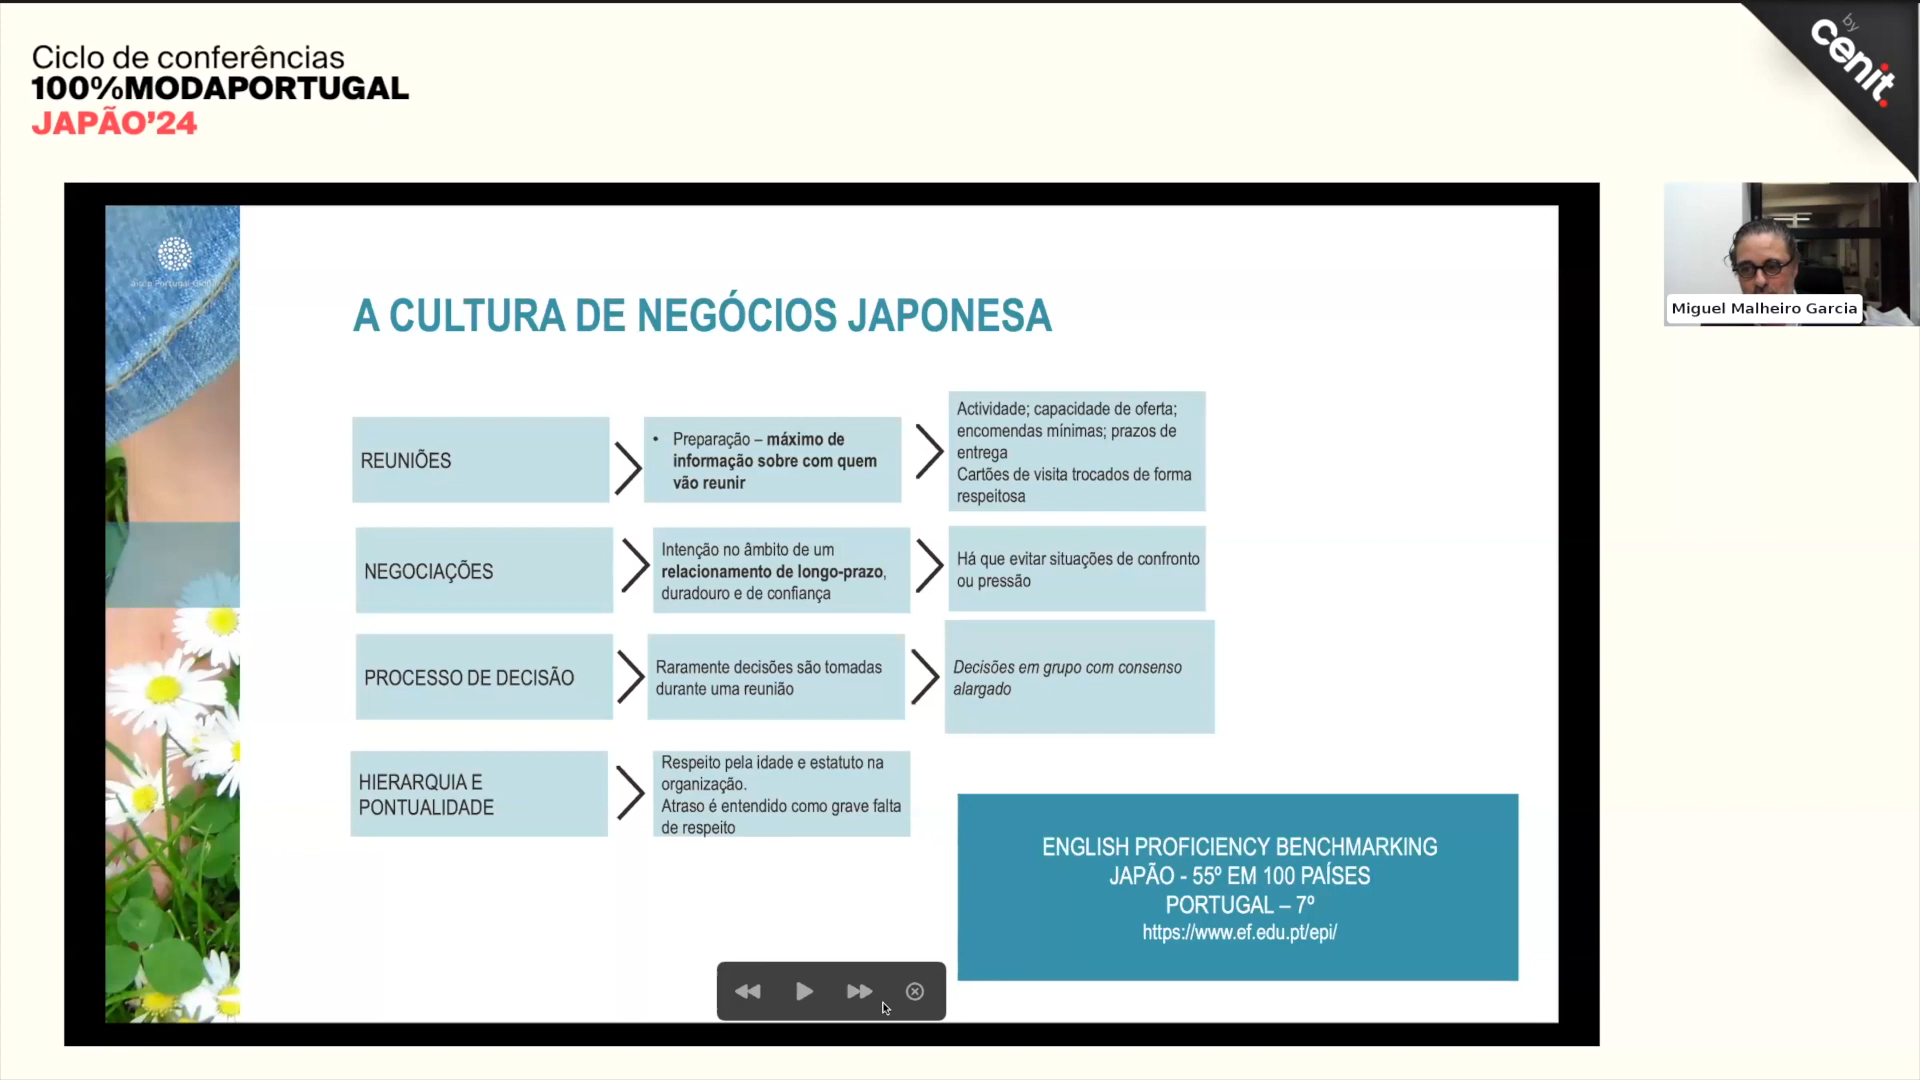 Ciclo de conferências
100%MODAPORTUGAL
JAPÃO’24
by
cenit.
Miguel Malheiro Garcia
aicep Portugal Global
A CULTURA DE NEGÓCIOS JAPONESA
REUNIÕES
• Preparação – máximo de
informação sobre com quem
vão reunir
Actividade; capacidade de oferta;
encomendas mínimas; prazos de
entrega
Cartões de visita trocados de forma
respeitosa
NEGOCIAÇÕES
Intenção no âmbito de um
relacionamento de longo-prazo,
duradouro e de confiança
Há que evitar situações de confronto
ou pressão
PROCESSO DE DECISÃO
Raramente decisões são tomadas
durante uma reunião
Decisões em grupo com consenso
alargado
HIERARQUIA E
PONTUALIDADE
Respeito pela idade e estatuto na
organização.
Atraso é entendido como grave falta
de respeito
ENGLISH PROFICIENCY BENCHMARKING
JAPÃO - 55º EM 100 PAÍSES
PORTUGAL – 7º
https://www.ef.edu.pt/epi/